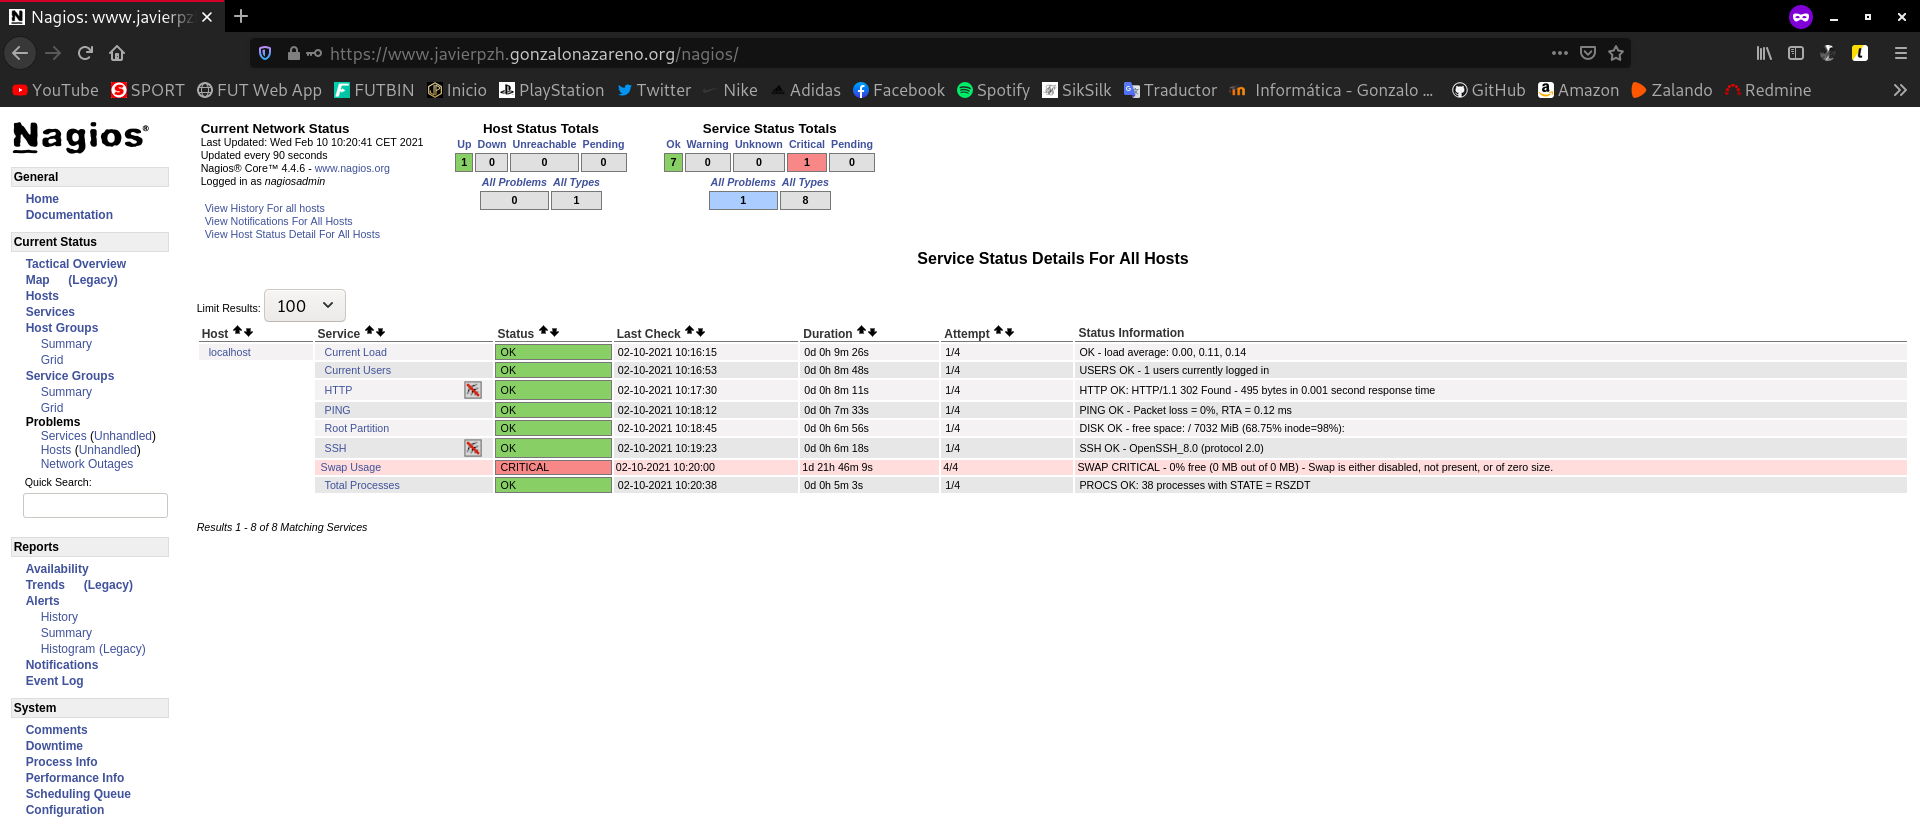 Nagios: www.javierpz
https://www.javierpzh.gonzalonazareno.org/nagios/
YouTube SPORT FUT Web App FUTBIN Inicio PlayStation Twitter Nike Adidas Facebook Spotify SikSilk Traductor Informática - Gonzalo ... GitHub Amazon Zalando Redmine
Nagios®
General
Home
Documentation
Current Status
Tactical Overview
Map (Legacy)
Hosts
Services
Host Groups
Summary
Grid
Service Groups
Summary
Grid
Problems
Services (Unhandled)
Hosts (Unhandled)
Network Outages
Quick Search:
Reports
Availability
Trends (Legacy)
Alerts
History
Summary
Histogram (Legacy)
Notifications
Event Log
System
Comments
Downtime
Process Info
Performance Info
Scheduling Queue
Configuration
Current Network Status
Last Updated: Wed Feb 10 10:20:41 CET 2021
Updated every 90 seconds
Nagios® Core™ 4.4.6 - www.nagios.org
Logged in as nagiosadmin
View History For all hosts
View Notifications For All Hosts
View Host Status Detail For All Hosts
Host Status Totals
Up Down Unreachable Pending
1 0 0 0
All Problems All Types
0 1
Service Status Totals
Ok Warning Unknown Critical Pending
7 0 0 1 0
All Problems All Types
1 8
Service Status Details For All Hosts
Limit Results: 100
Host Service Status Last Check Duration Attempt Status Information
localhost Current Load OK 02-10-2021 10:16:15 0d 0h 9m 26s 1/4 OK - load average: 0.00, 0.11, 0.14
Current Users OK 02-10-2021 10:16:53 0d 0h 8m 48s 1/4 USERS OK - 1 users currently logged in
HTTP OK 02-10-2021 10:17:30 0d 0h 8m 11s 1/4 HTTP OK: HTTP/1.1 302 Found - 495 bytes in 0.001 second response time
PING OK 02-10-2021 10:18:12 0d 0h 7m 33s 1/4 PING OK - Packet loss = 0%, RTA = 0.12 ms
Root Partition OK 02-10-2021 10:18:45 0d 0h 6m 56s 1/4 DISK OK - free space: / 7032 MiB (68.75% inode=98%):
SSH OK 02-10-2021 10:19:23 0d 0h 6m 18s 1/4 SSH OK - OpenSSH_8.0 (protocol 2.0)
Swap Usage CRITICAL 02-10-2021 10:20:00 1d 21h 46m 9s 4/4 SWAP CRITICAL - 0% free (0 MB out of 0 MB) - Swap is either disabled, not present, or of zero size.
Total Processes OK 02-10-2021 10:20:38 0d 0h 5m 3s 1/4 PROCS OK: 38 processes with STATE = RSZDT
Results 1 - 8 of 8 Matching Services